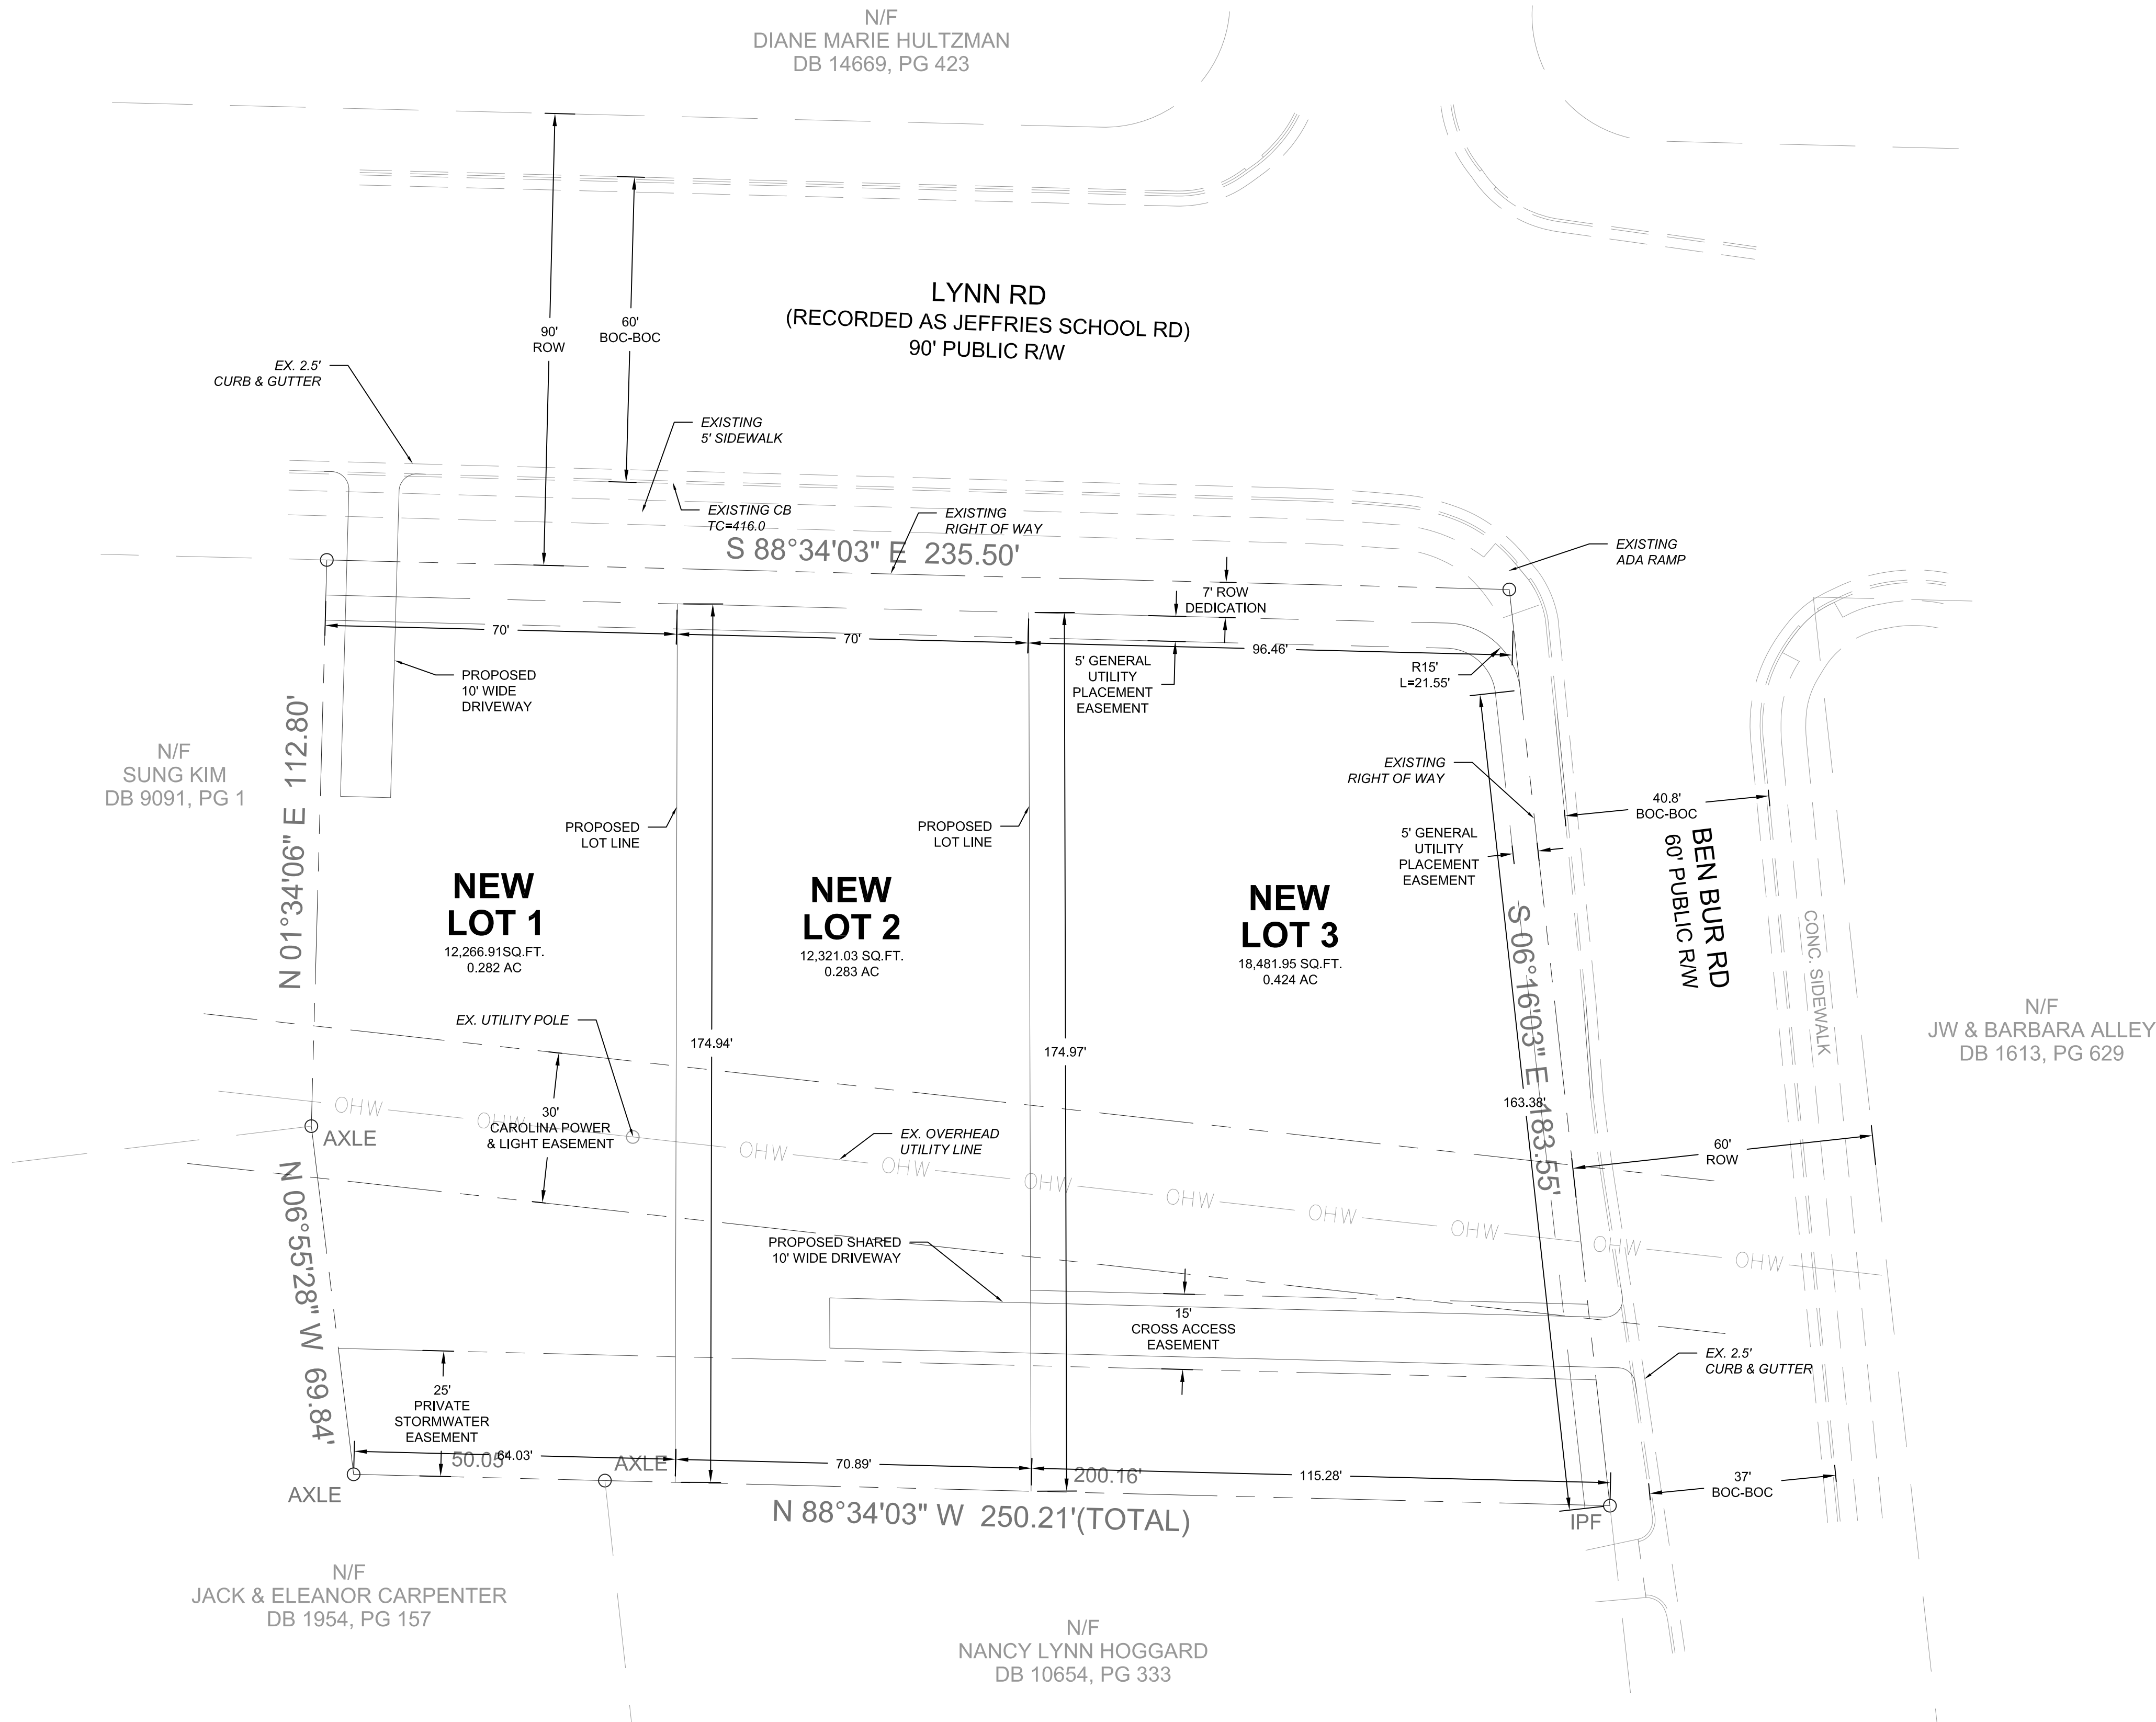 N/F
DIANE MARIE HULTZMAN
DB 14669, PG 423
LYNN RD
(RECORDED AS JEFFRIES SCHOOL RD)
90' PUBLIC R/W
90'
ROW
60'
BOC-BOC
EX. 2.5'
CURB & GUTTER
EXISTING
5' SIDEWALK
EXISTING CB
TC=416.0
EXISTING
RIGHT OF WAY
S 88°34'03" E 235.50'
EXISTING
ADA RAMP
7' ROW
DEDICATION
70'
70'
96.46'
PROPOSED
10' WIDE
DRIVEWAY
5' GENERAL
UTILITY
PLACEMENT
EASEMENT
R15'
L=21.55'
N/F
SUNG KIM
DB 9091, PG 1
N 01°34'06" E 112.80'
EXISTING
RIGHT OF WAY
40.8'
BOC-BOC
PROPOSED
LOT LINE
PROPOSED
LOT LINE
5' GENERAL
UTILITY
PLACEMENT
EASEMENT
BEN BUR RD
60' PUBLIC R/W
NEW
LOT 1
12,266.91SQ.FT.
0.282 AC
NEW
LOT 2
12,321.03 SQ.FT.
0.283 AC
NEW
LOT 3
18,481.95 SQ.FT.
0.424 AC
S 06°16'03" E 183.55'
CONC. SIDEWALK
N/F
JW & BARBARA ALLEY
DB 1613, PG 629
EX. UTILITY POLE
174.94'
174.97'
163.38'
OHW
OHW
OHW
OHW
OHW
OHW
OHW
OHW
OHW
OHW
30'
CAROLINA POWER
& LIGHT EASEMENT
EX. OVERHEAD
UTILITY LINE
AXLE
60'
ROW
N 06°55'28" W 69.84'
PROPOSED SHARED
10' WIDE DRIVEWAY
15'
CROSS ACCESS
EASEMENT
EX. 2.5'
CURB & GUTTER
25'
PRIVATE
STORMWATER
EASEMENT
50.05'
64.03'
AXLE
70.89'
200.16'
115.28'
37'
BOC-BOC
AXLE
N 88°34'03" W 250.21'(TOTAL)
IPF
N/F
JACK & ELEANOR CARPENTER
DB 1954, PG 157
N/F
NANCY LYNN HOGGARD
DB 10654, PG 333